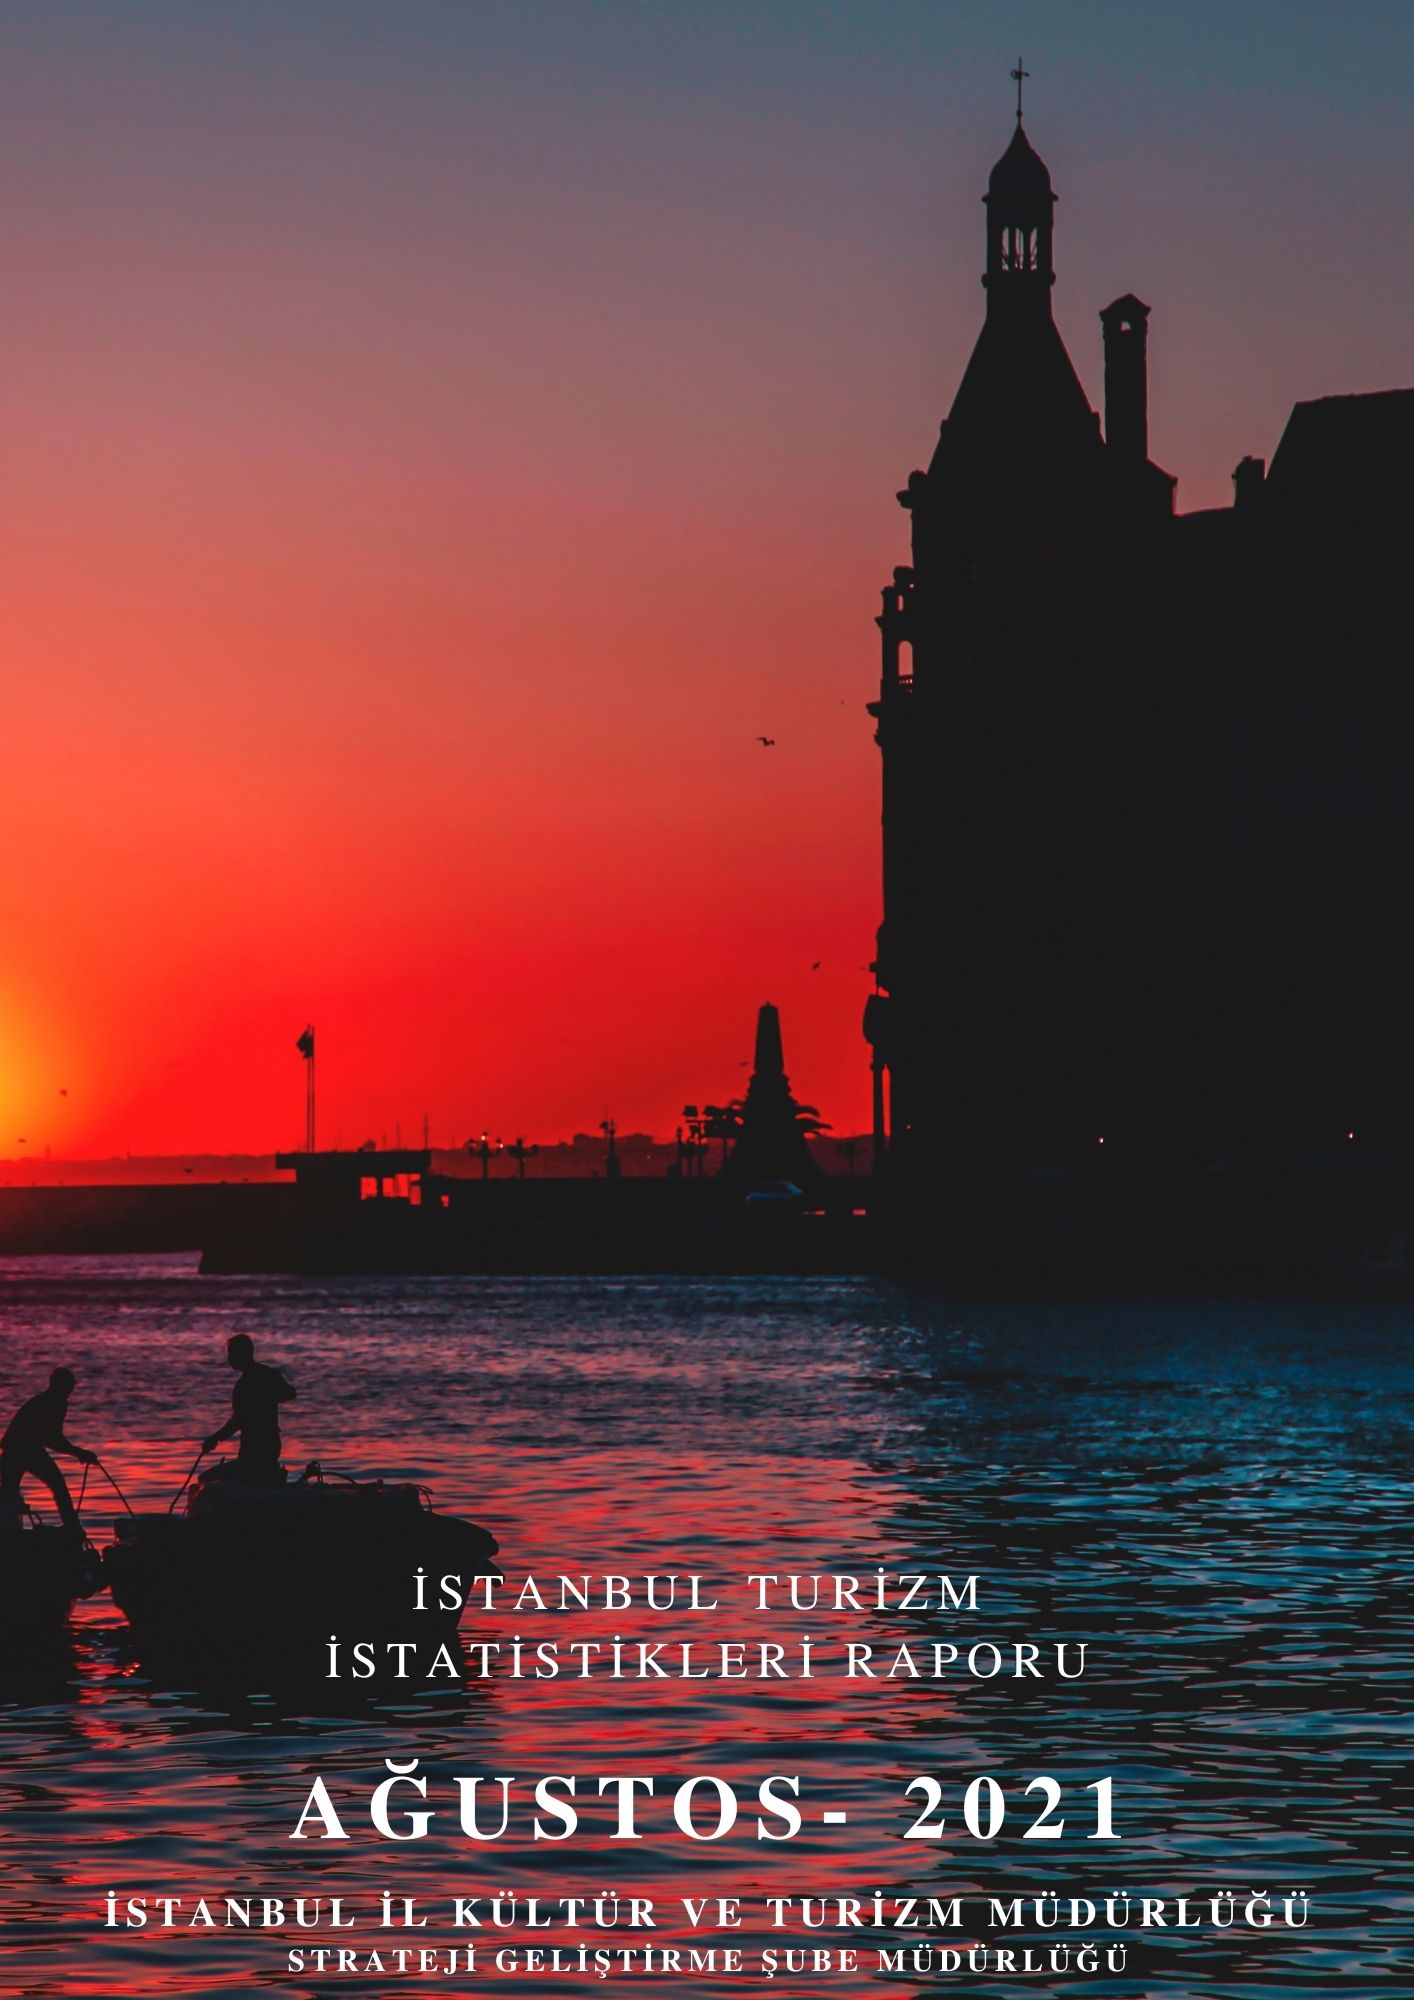 İSTANBUL TURİZM
İSTATİSTİKLERİ RAPORU
AĞUSTOS- 2021
İSTANBUL İL KÜLTÜR VE TURİZM MÜDÜRLÜĞÜ
STRATEJİ GELİŞTİRME ŞUBE MÜDÜRLÜĞÜ